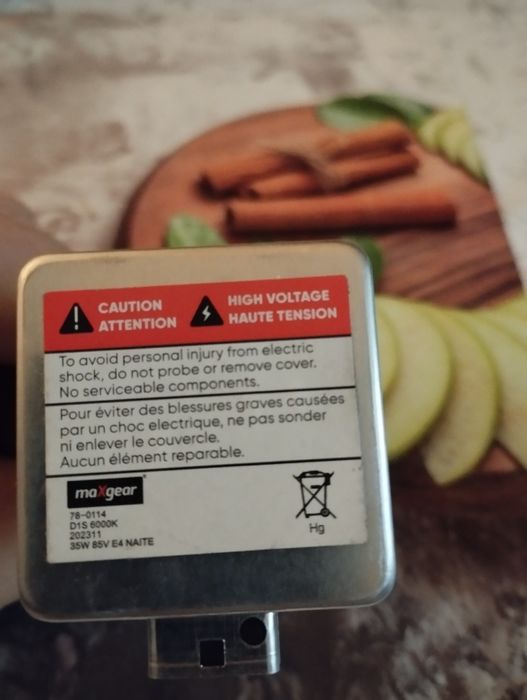 CAUTION
ATTENTION
HIGH VOLTAGE
HAUTE TENSION
To avoid personal injury from electric
shock, do not probe or remove cover.
No serviceable components.
Pour éviter des blessures graves causées
par un choc electrique, ne pas sonder
ni enlever le couvercle.
Aucun élément reparable.
maXgear
78-0114
D1S 6000K
202311
35W 85V E4 NAITE
Hg